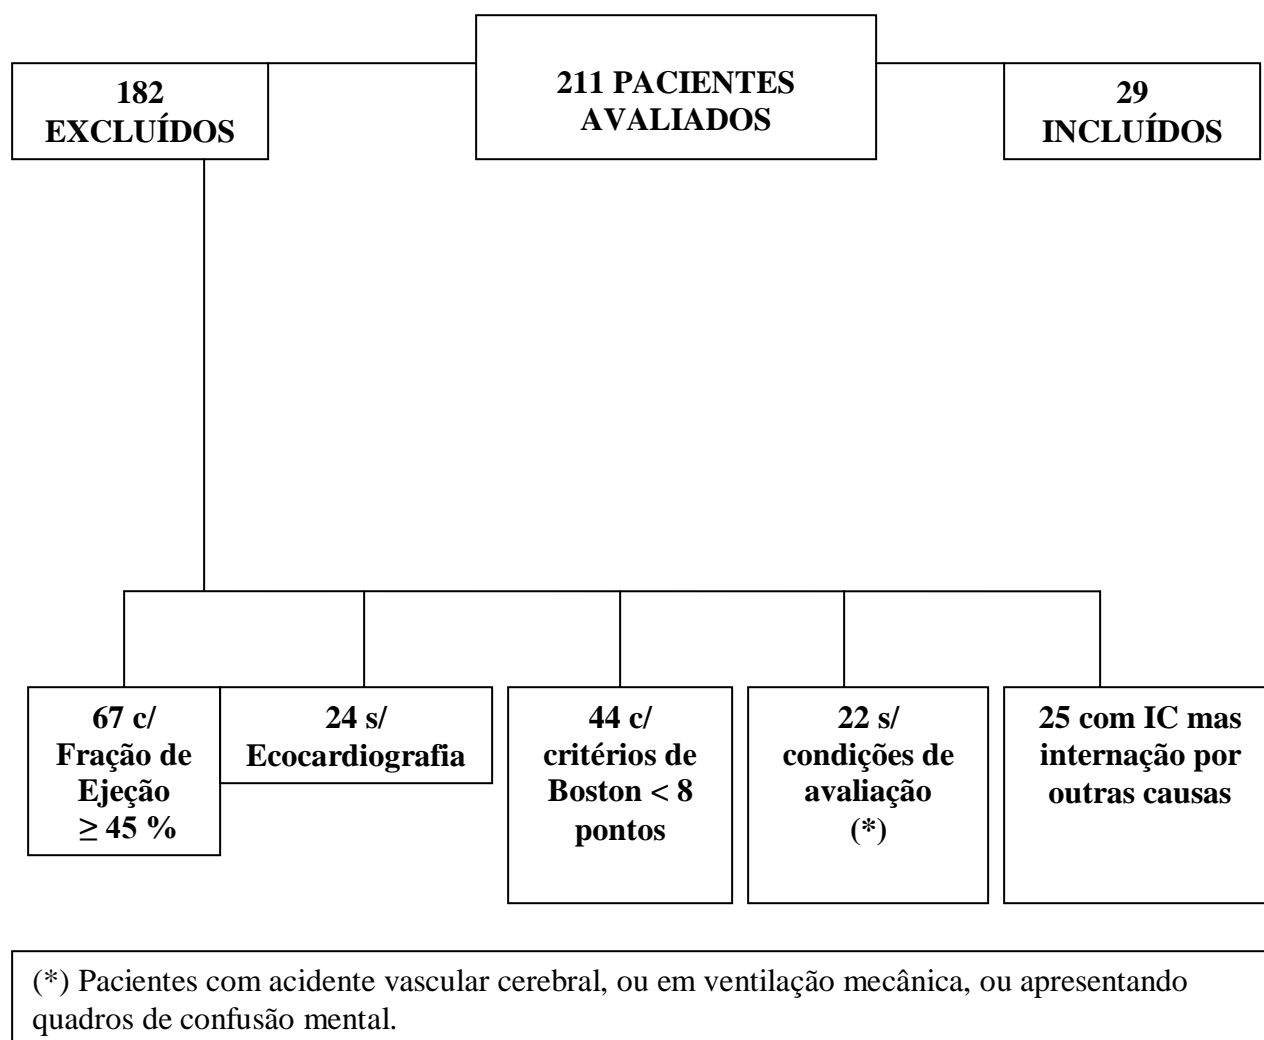 182
EXCLUÍDOS
211 PACIENTES
AVALIADOS
29
INCLUÍDOS
67 c/
Fração de
Ejeção
≥ 45 %
24 s/
Ecocardiografia
44 c/
critérios de
Boston < 8
pontos
22 s/
condições de
avaliação
(*)
25 com IC mas
internação por
outras causas
(*) Pacientes com acidente vascular cerebral, ou em ventilação mecânica, ou apresentando
quadros de confusão mental.